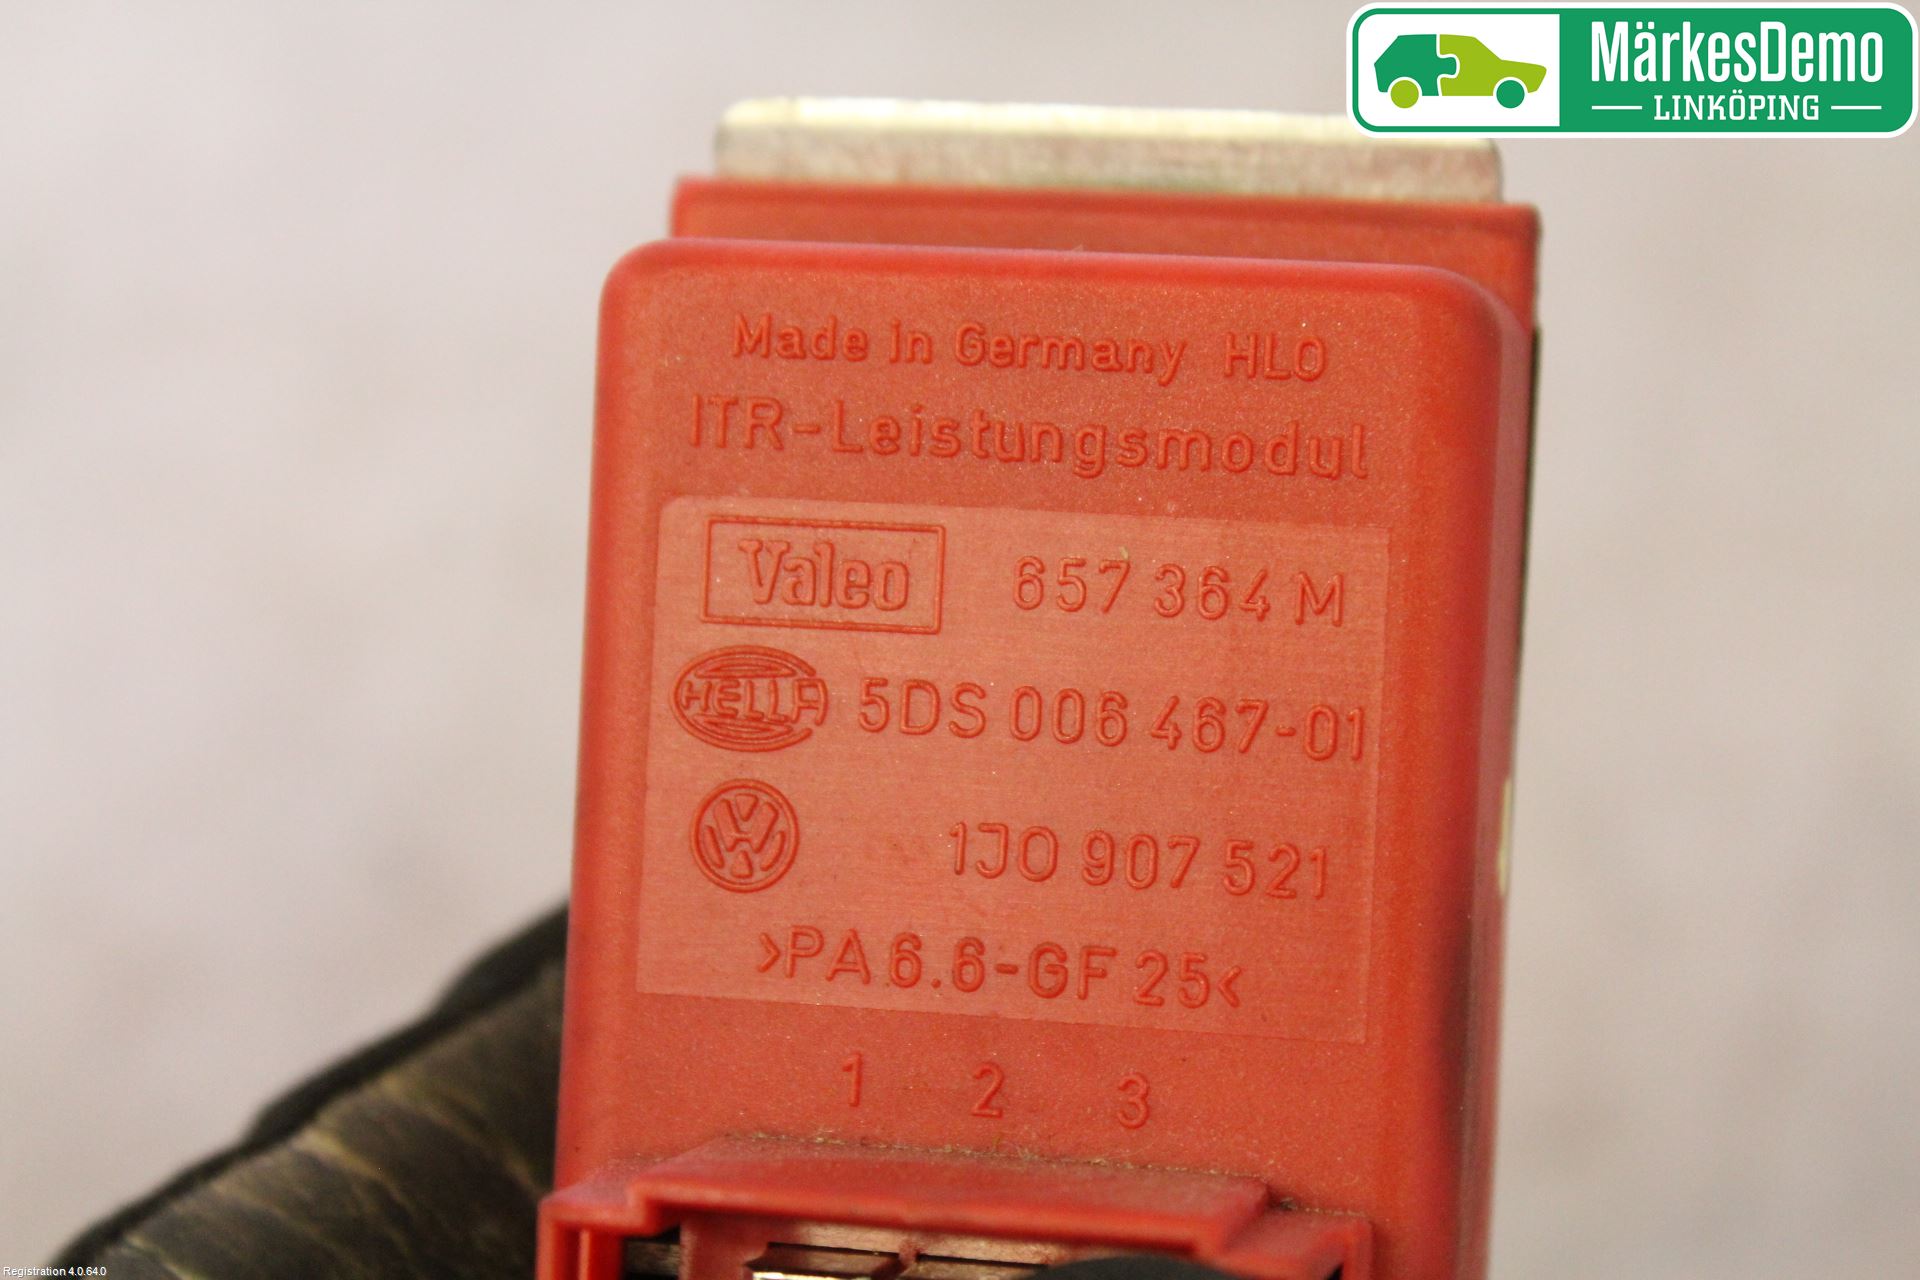 MärkesDemo
LINKÖPING
Made in Germany HLO
ITR-Leistungsmodul
Valeo 657 364 M
HELLA 5DS 006 467-01
VW 1J0 907 521
>PA 6.6-GF 25<
1 2 3
Registration 4.0.64.0